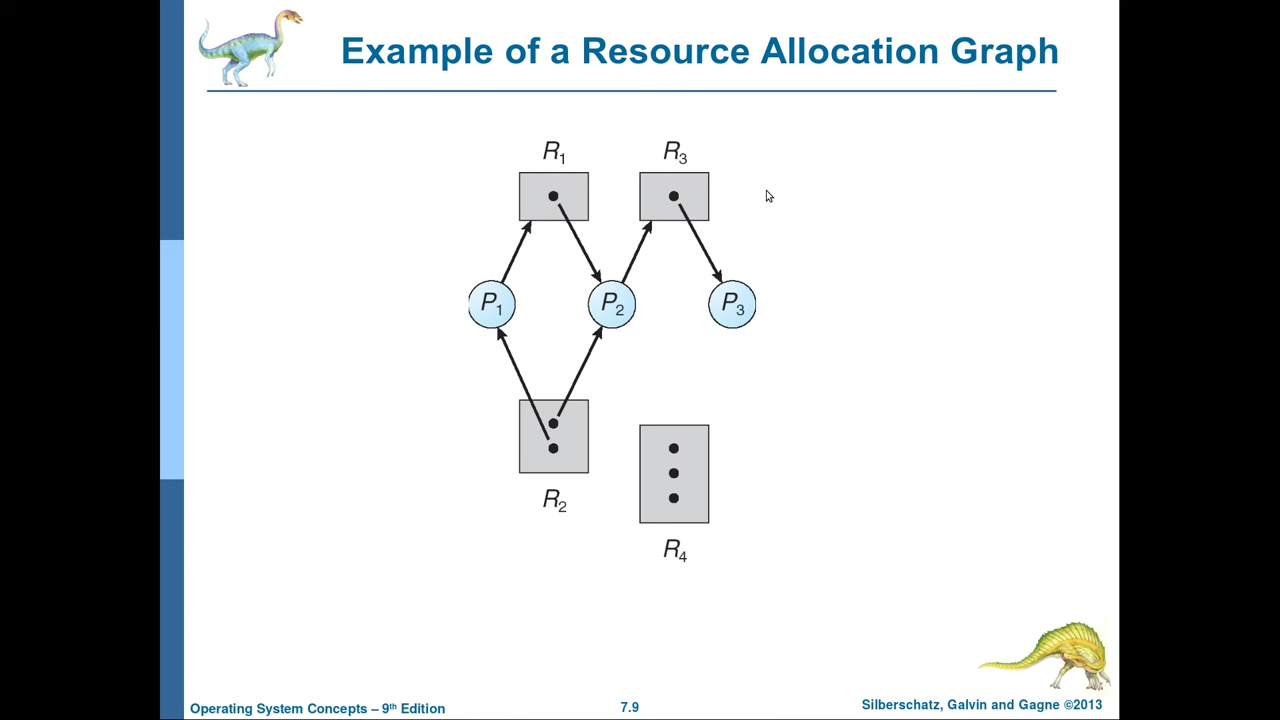 Example of a Resource Allocation Graph
R1 R3
P1 P2 P3
R2
R4
Operating System Concepts – 9th Edition 7.9 Silberschatz, Galvin and Gagne ©2013